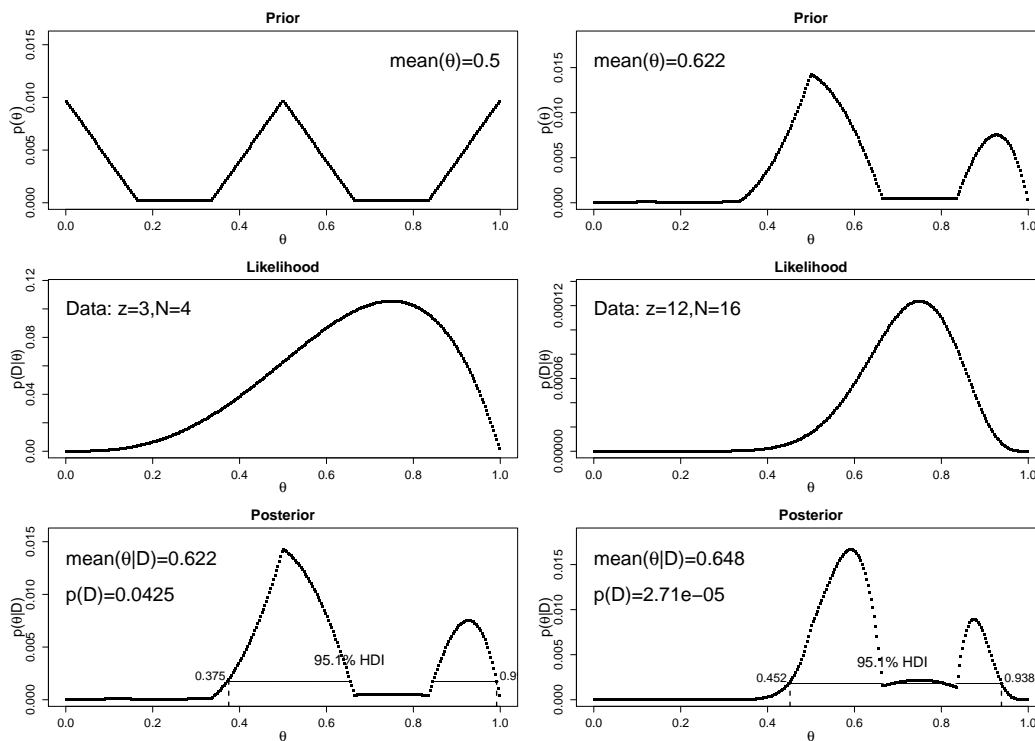 Prior
mean(θ)=0.5
p(θ)
0.000 0.005 0.010 0.015
0.0 0.2 0.4 0.6 0.8 1.0
θ
Prior
mean(θ)=0.622
p(θ)
0.000 0.005 0.010 0.015
0.0 0.2 0.4 0.6 0.8 1.0
θ
Likelihood
Data: z=3,N=4
p(D|θ)
0.00 0.04 0.08 0.12
0.0 0.2 0.4 0.6 0.8 1.0
θ
Likelihood
Data: z=12,N=16
p(D|θ)
0.00000 0.00006 0.00012
0.0 0.2 0.4 0.6 0.8 1.0
θ
Posterior
mean(θ|D)=0.622
p(D)=0.0425
p(θ|D)
0.000 0.005 0.010 0.015
95.1% HDI
0.375 0.9
0.0 0.2 0.4 0.6 0.8 1.0
θ
Posterior
mean(θ|D)=0.648
p(D)=2.71e−05
p(θ|D)
0.000 0.005 0.010 0.015
95.1% HDI
0.452 0.938
0.0 0.2 0.4 0.6 0.8 1.0
θ